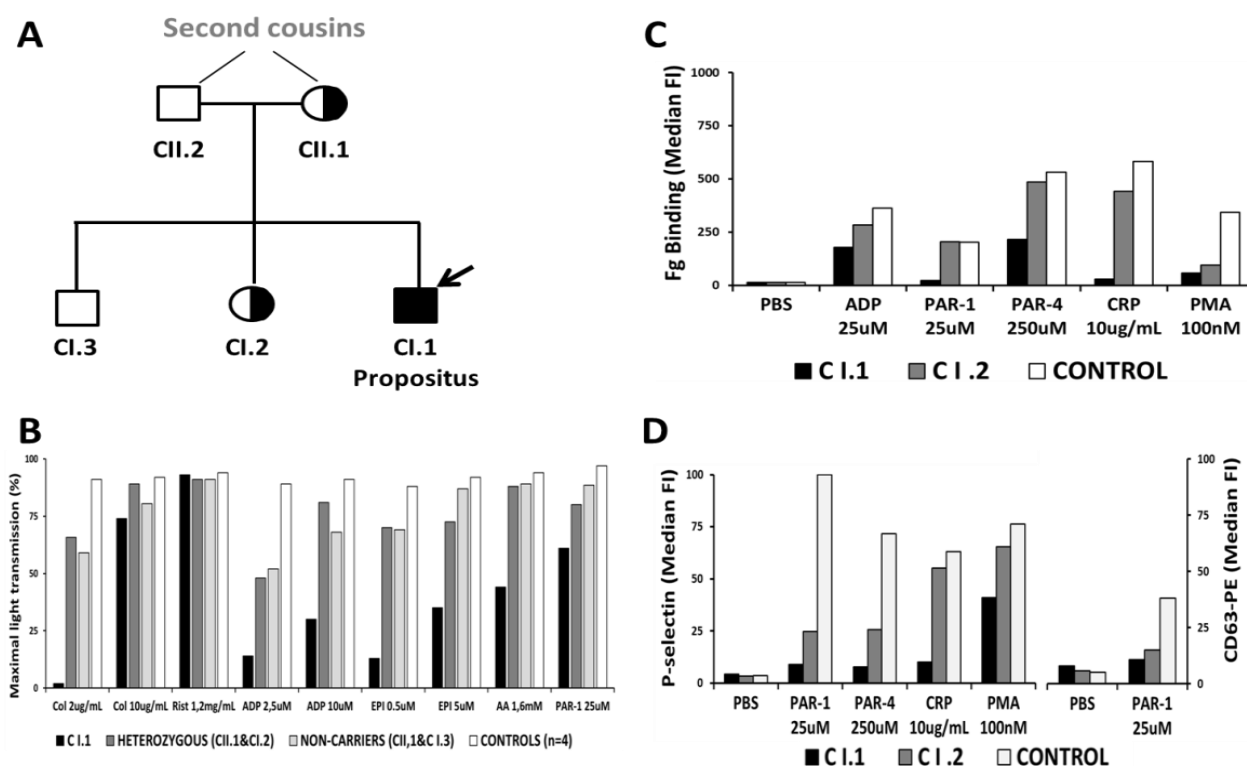 A
Second cousins
CII.2
CII.1
CI.3
CI.2
CI.1
Propositus
B
Maximal light transmission (%)
100
75
50
25
0
Col 2ug/mL Col 10ug/mL Rist 1,2mg/mL ADP 2,5uM ADP 10uM EPI 0.5uM EPI 5uM AA 1,6mM PAR-1 25uM
C I.1 HETEROZYGOUS (CII.1&CI.2) NON-CARRIERS (CII,1&C I.3) CONTROLS (n=4)
C
Fg Binding (Median FI)
1000
750
500
250
0
PBS ADP PAR-1 PAR-4 CRP PMA
25uM 25uM 250uM 10ug/mL 100nM
C I.1 C I .2 CONTROL
D
P-selectin (Median FI)
100
75
50
25
0
PBS PAR-1 PAR-4 CRP PMA
25uM 250uM 10ug/mL 100nM
PBS PAR-1
25uM
100
75
50
25
0
CD63-PE (Median FI)
C I.1 C I .2 CONTROL